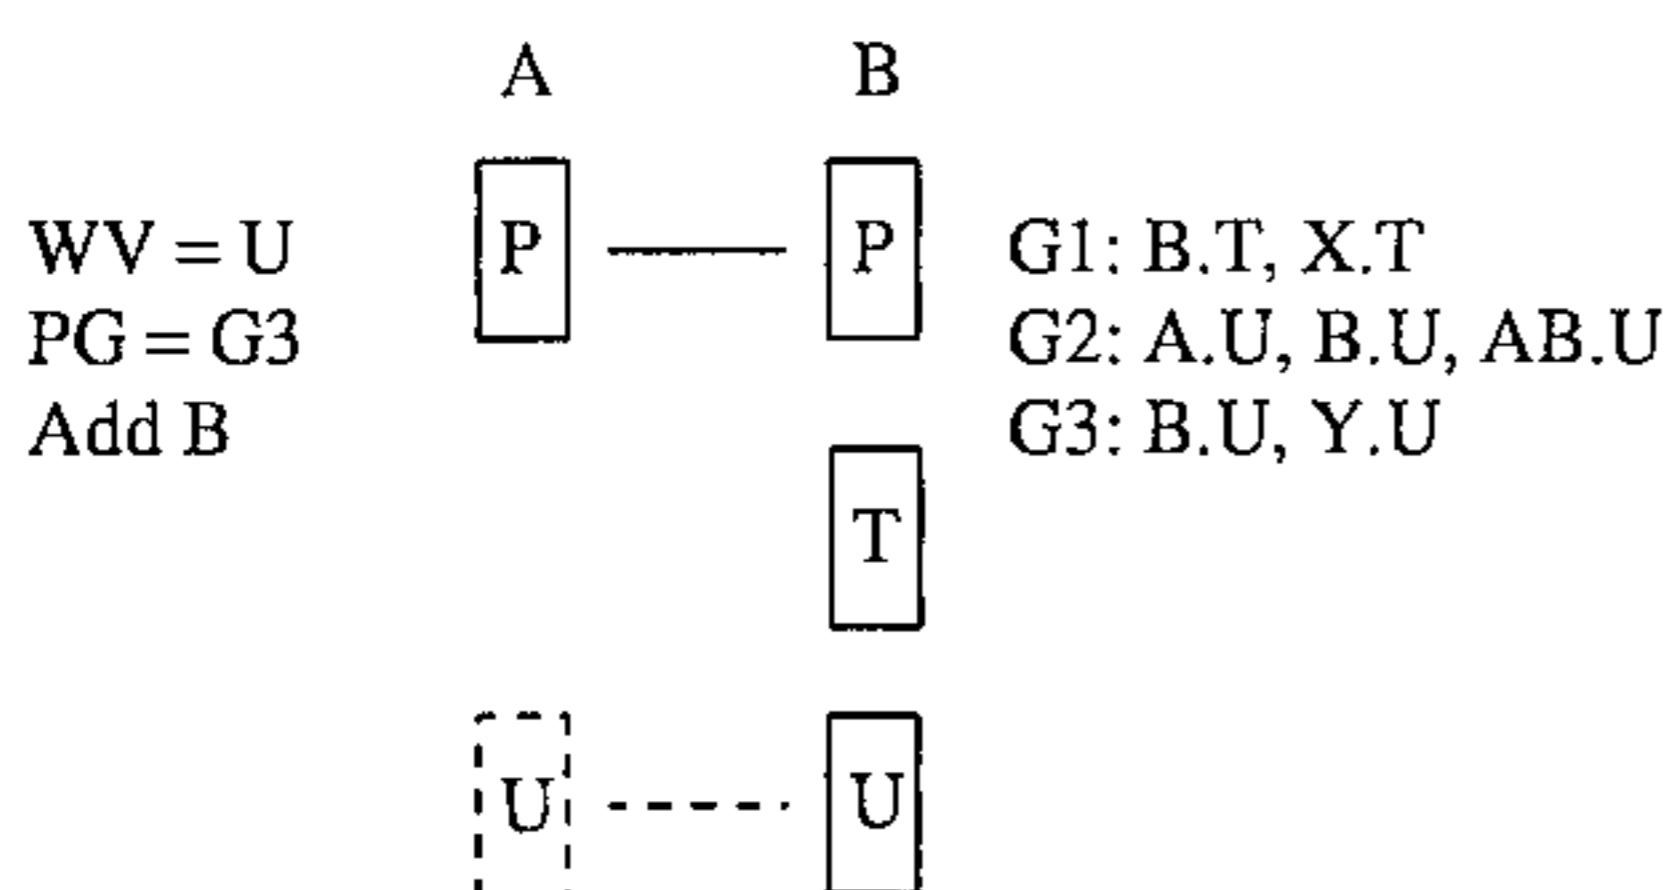 A B
WV = U P P G1: B.T, X.T
PG = G3 G2: A.U, B.U, AB.U
Add B G3: B.U, Y.U
T
U U